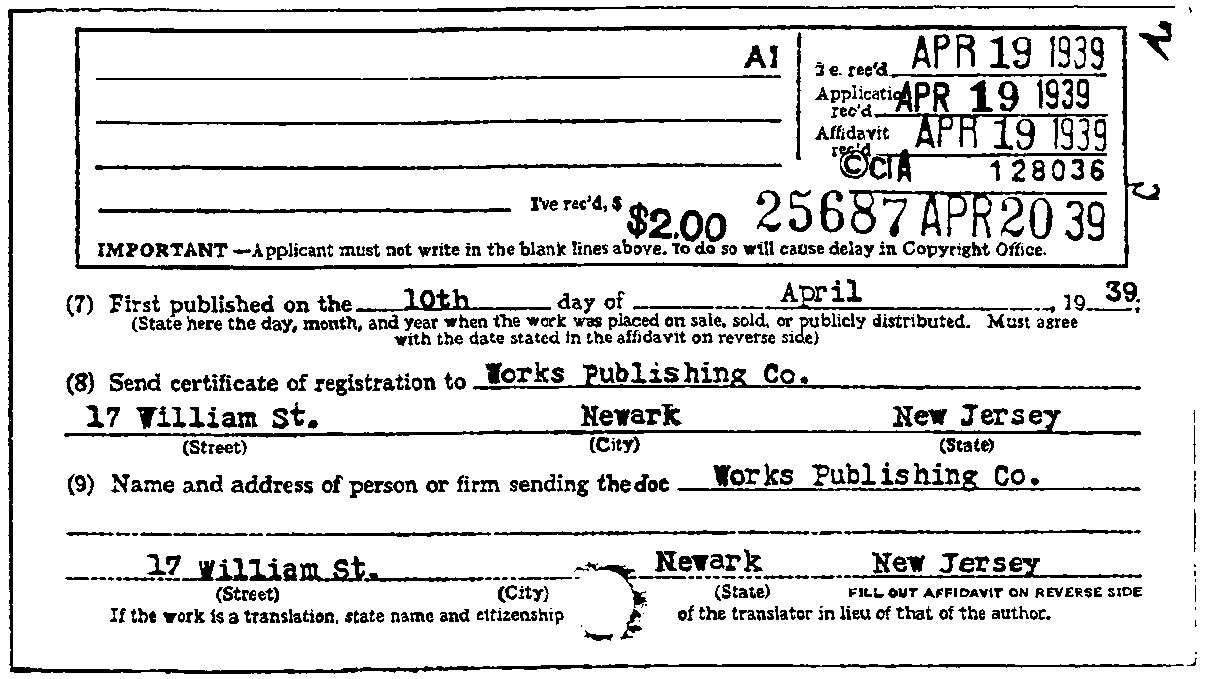 A1
3 e. rec'd. APR 19 1939
Applicatio rec'd. APR 19 1939
Affidavit rec'd APR 19 1939
©CIA 128036
I've rec'd, $ $2.00 25687 APR 20 39
IMPORTANT —Applicant must not write in the blank lines above. To do so will cause delay in Copyright Office.
(7) First published on the 10th day of April, 19 39.
(State here the day, month, and year when the work was placed on sale, sold, or publicly distributed. Must agree
with the date stated in the affidavit on reverse side)
(8) Send certificate of registration to Works Publishing Co.
17 William St. Newark New Jersey
(Street) (City) (State)
(9) Name and address of person or firm sending the doc Works Publishing Co.
17 William St. Newark New Jersey
(Street) (City) (State) FILL OUT AFFIDAVIT ON REVERSE SIDE
If the work is a translation, state name and citizenship of the translator in lieu of that of the author.